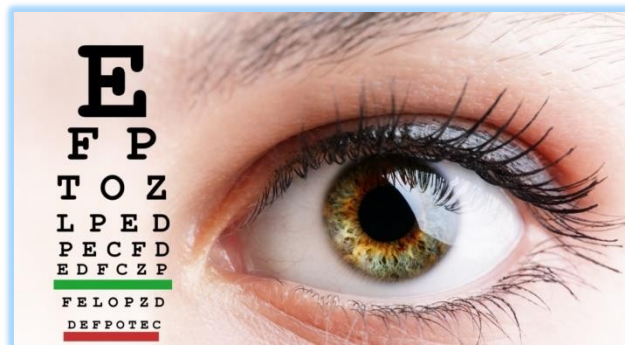 E
F P
T O Z
L P E D
P E C F D
E D F C Z P
F E L O P Z D
D E F P O T E C